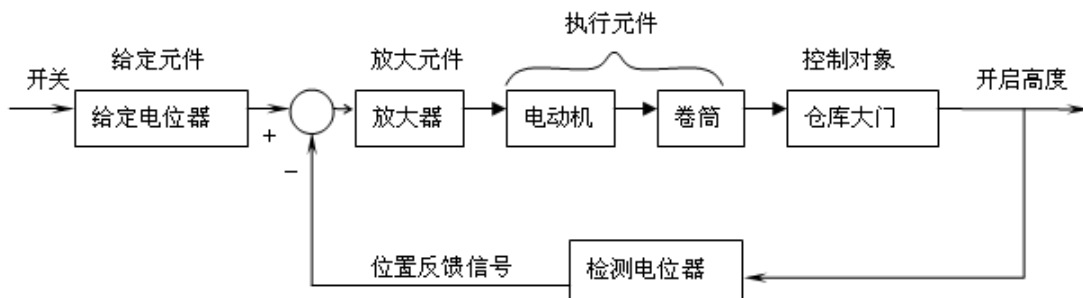 执行元件
给定元件
放大元件
控制对象
开关
开启高度
给定电位器
放大器
电动机
卷筒
仓库大门
+
−
位置反馈信号
检测电位器